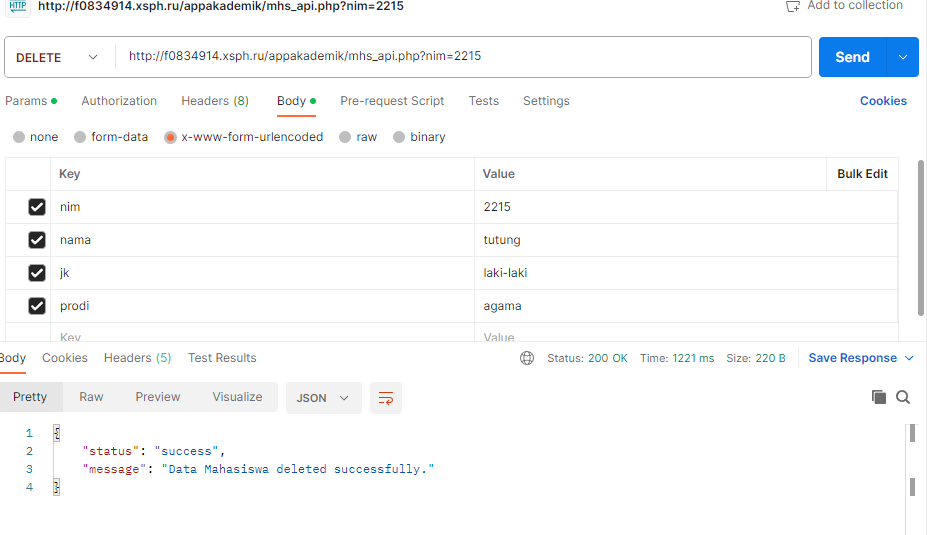 HTTP http://f0834914.xsph.ru/appakademik/mhs_api.php?nim=2215 Add to collection
DELETE http://f0834914.xsph.ru/appakademik/mhs_api.php?nim=2215 Send
Params Authorization Headers (8) Body Pre-request Script Tests Settings Cookies
none form-data x-www-form-urlencoded raw binary
Key Value Bulk Edit
nim 2215
nama tutung
jk laki-laki
prodi agama
Key Value
Body Cookies Headers (5) Test Results Status: 200 OK Time: 1221 ms Size: 220 B Save Response
Pretty Raw Preview Visualize JSON
1 {
2 "status": "success",
3 "message": "Data Mahasiswa deleted successfully."
4 }